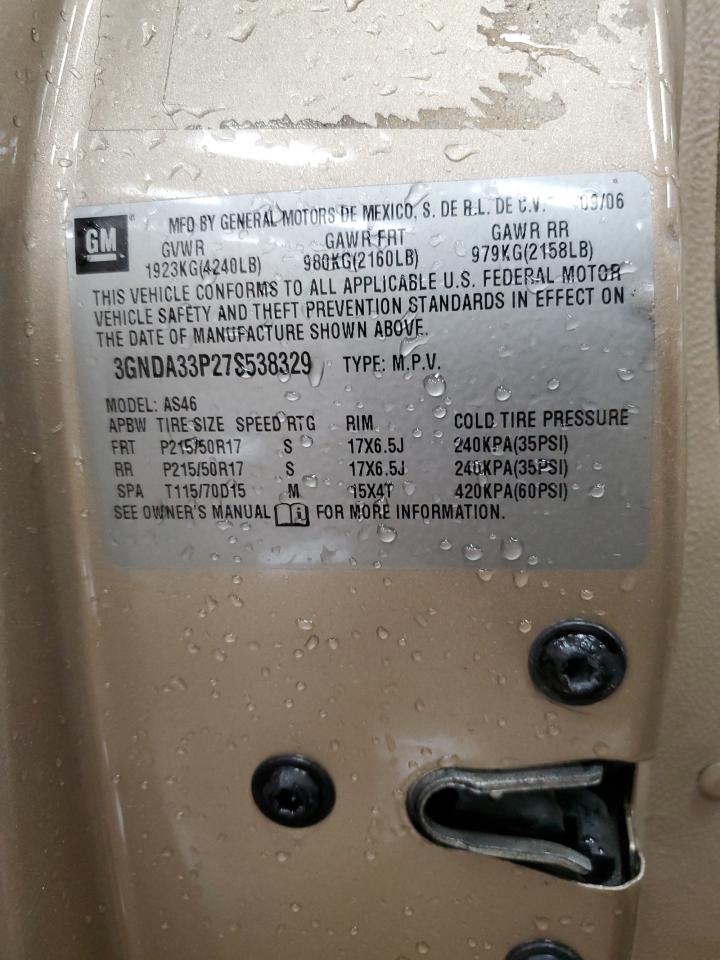 GM
MFD BY GENERAL MOTORS DE MEXICO, S. DE R.L. DE C.V. 09/06
GVWR GAWR FRT GAWR RR
1923KG(4240LB) 980KG(2160LB) 979KG(2158LB)
THIS VEHICLE CONFORMS TO ALL APPLICABLE U.S. FEDERAL MOTOR
VEHICLE SAFETY AND THEFT PREVENTION STANDARDS IN EFFECT ON
THE DATE OF MANUFACTURE SHOWN ABOVE.
3GNDA33P27S538329 TYPE: M.P.V.
MODEL: AS46
APBW TIRE SIZE SPEED RTG RIM COLD TIRE PRESSURE
FRT P215/50R17 S 17X6.5J 240KPA(35PSI)
RR P215/50R17 S 17X6.5J 240KPA(35PSI)
SPA T115/70D15 M 15X4T 420KPA(60PSI)
SEE OWNER'S MANUAL i FOR MORE INFORMATION.